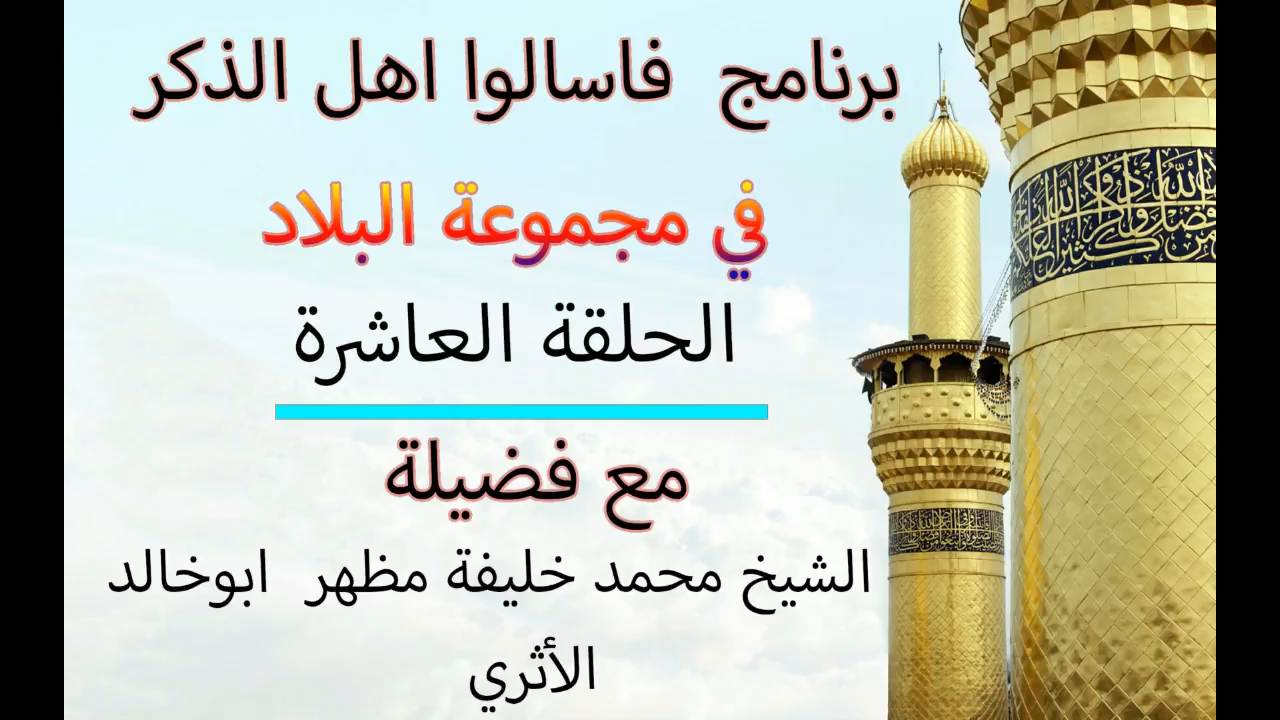 برنامج فاسالوا اهل الذكر
في مجموعة البلاد
الحلقة العاشرة
مع فضيلة
الشيخ محمد خليفة مظهر ابوخالد
الأثري